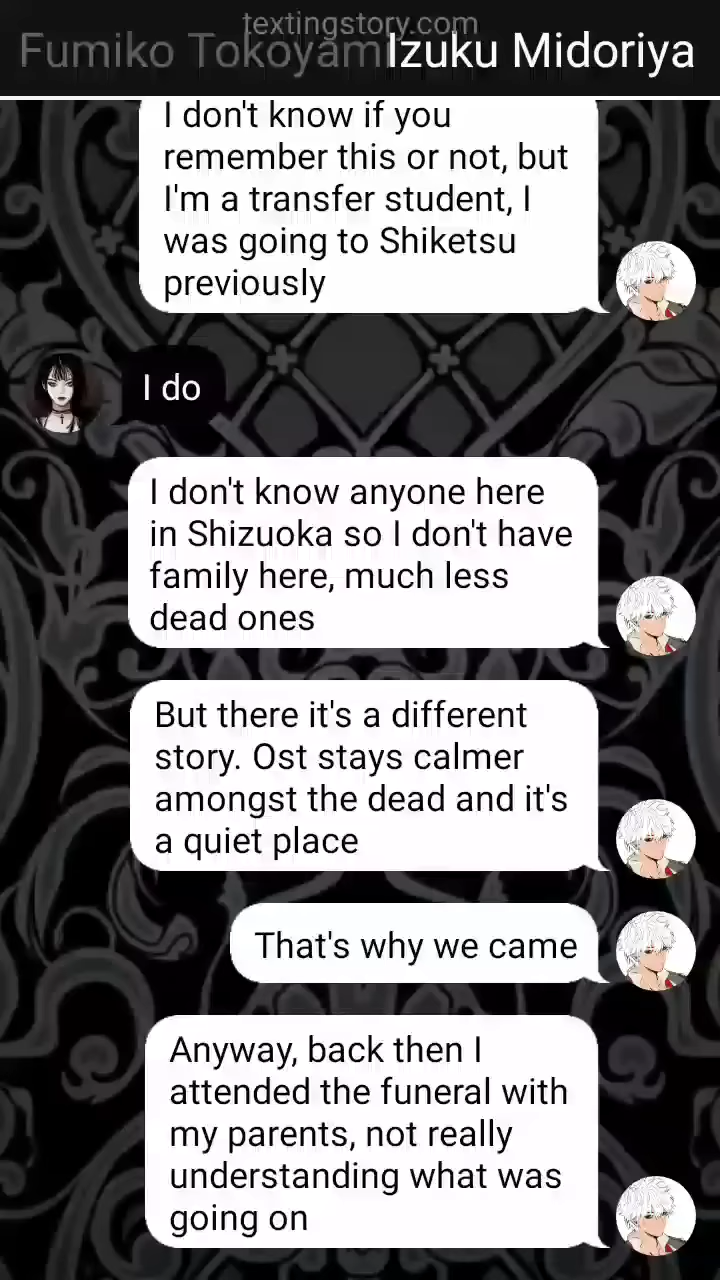 textingstory.com
Fumiko Tokoyami Izuku Midoriya
I don't know if you
remember this or not, but
I'm a transfer student, I
was going to Shiketsu
previously
I do
I don't know anyone here
in Shizuoka so I don't have
family here, much less
dead ones
But there it's a different
story. Ost stays calmer
amongst the dead and it's
a quiet place
That's why we came
Anyway, back then I
attended the funeral with
my parents, not really
understanding what was
going on